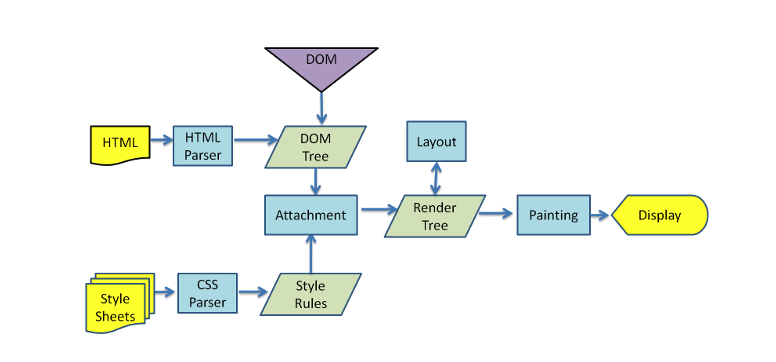 DOM
HTML
HTML
Parser
DOM
Tree
Layout
Attachment
Render
Tree
Painting
Display
Style
Sheets
CSS
Parser
Style
Rules